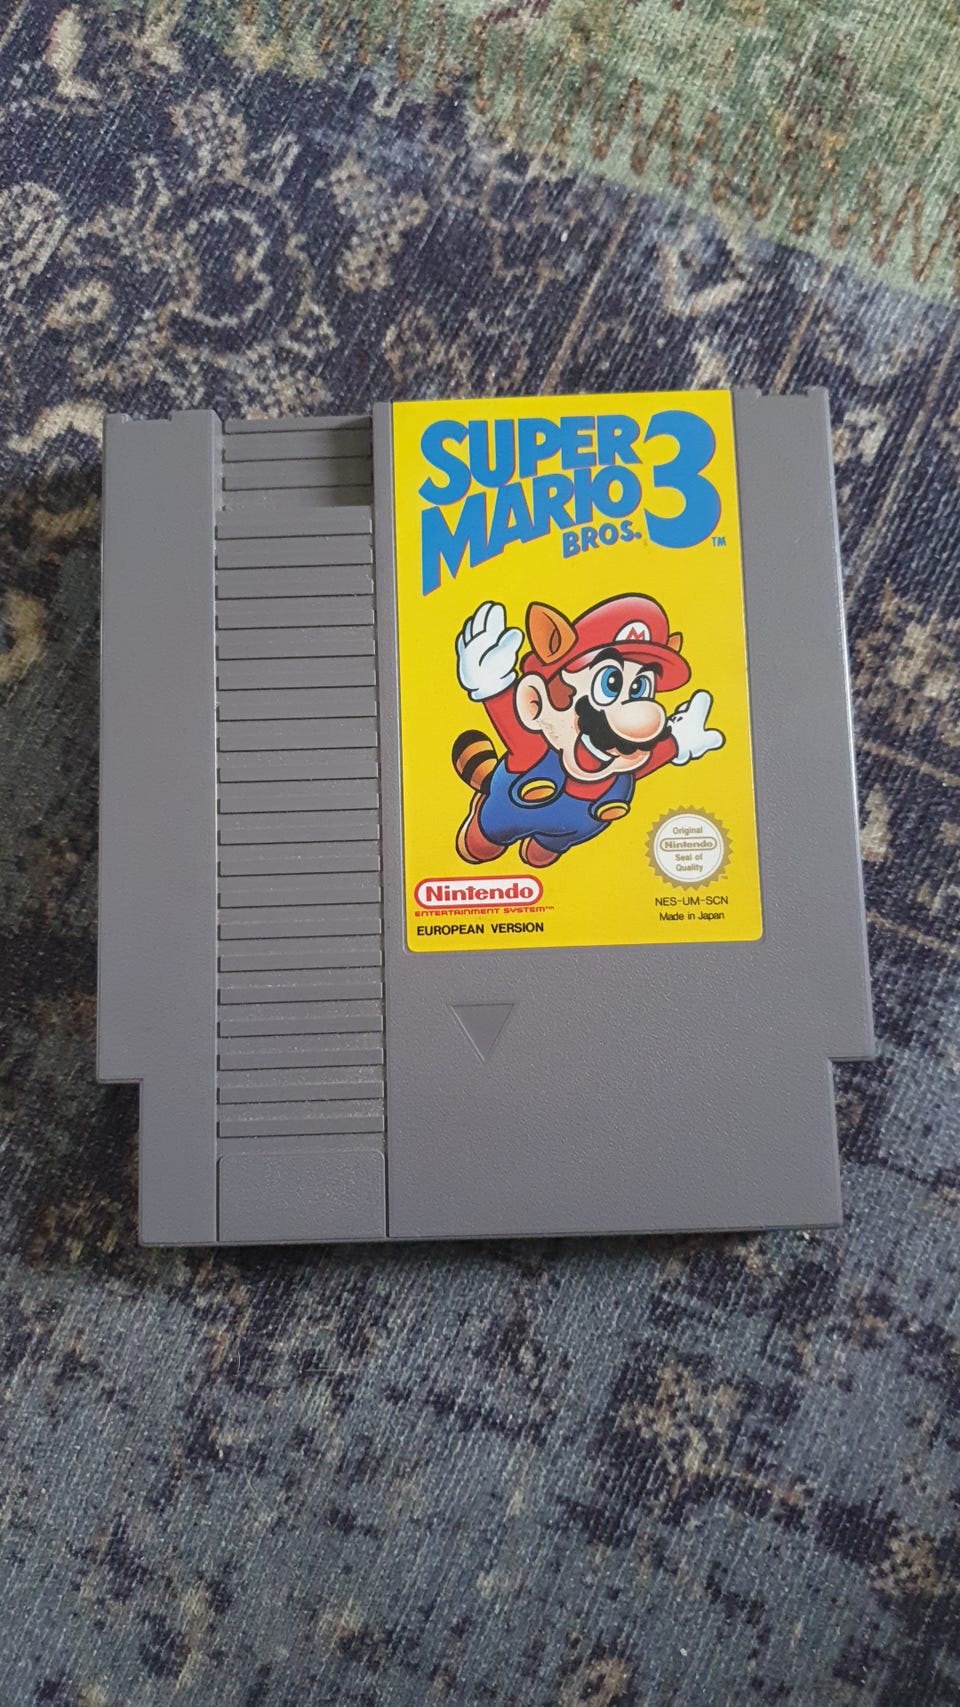 SUPER
MARIO 3
BROS. TM
M
Original
Nintendo
Seal of
Quality
Nintendo
ENTERTAINMENT SYSTEM™
EUROPEAN VERSION
NES-UM-SCN
Made in Japan